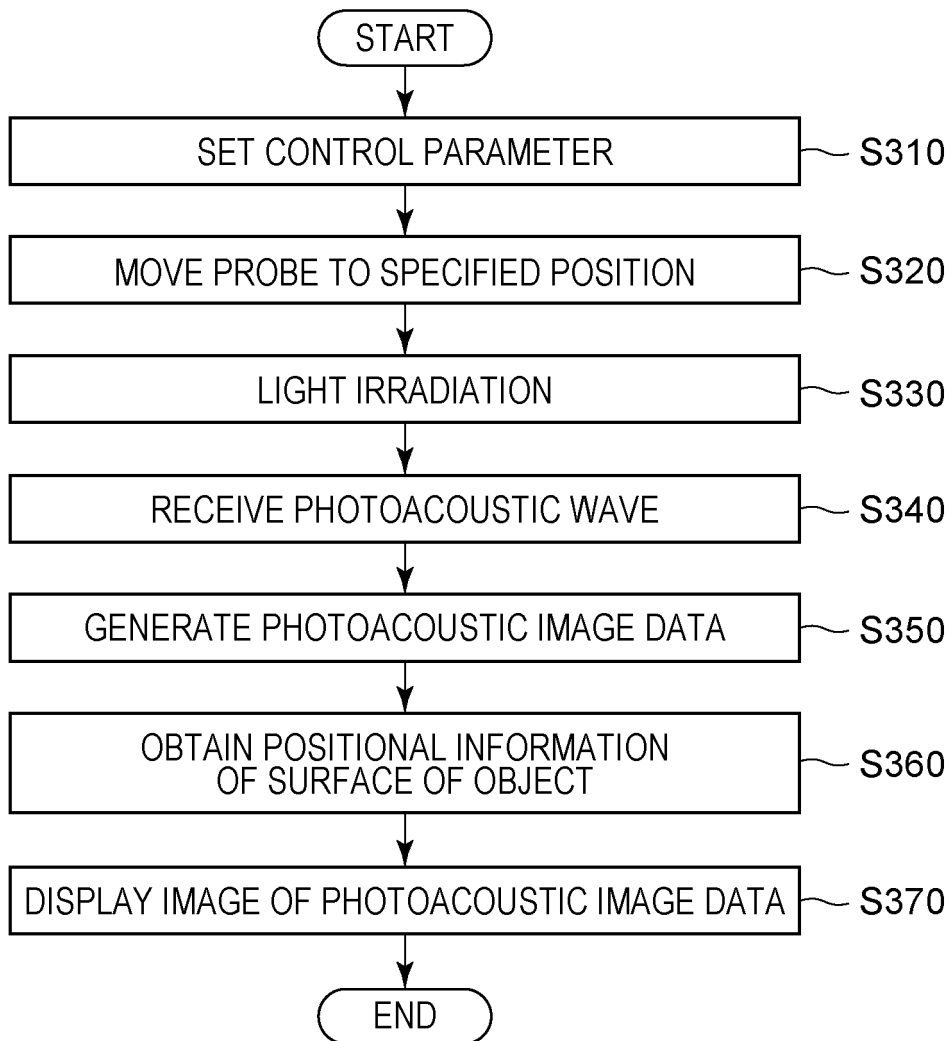 START
SET CONTROL PARAMETER
S310
MOVE PROBE TO SPECIFIED POSITION
S320
LIGHT IRRADIATION
S330
RECEIVE PHOTOACOUSTIC WAVE
S340
GENERATE PHOTOACOUSTIC IMAGE DATA
S350
OBTAIN POSITIONAL INFORMATION
OF SURFACE OF OBJECT
S360
DISPLAY IMAGE OF PHOTOACOUSTIC IMAGE DATA
S370
END